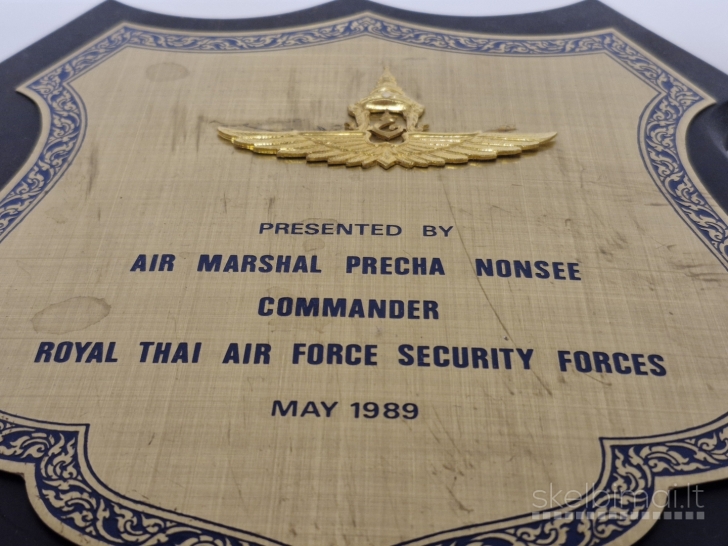 PRESENTED BY
AIR MARSHAL PRECHA NONSEE
COMMANDER
ROYAL THAI AIR FORCE SECURITY FORCES
MAY 1989
skelbimai.lt